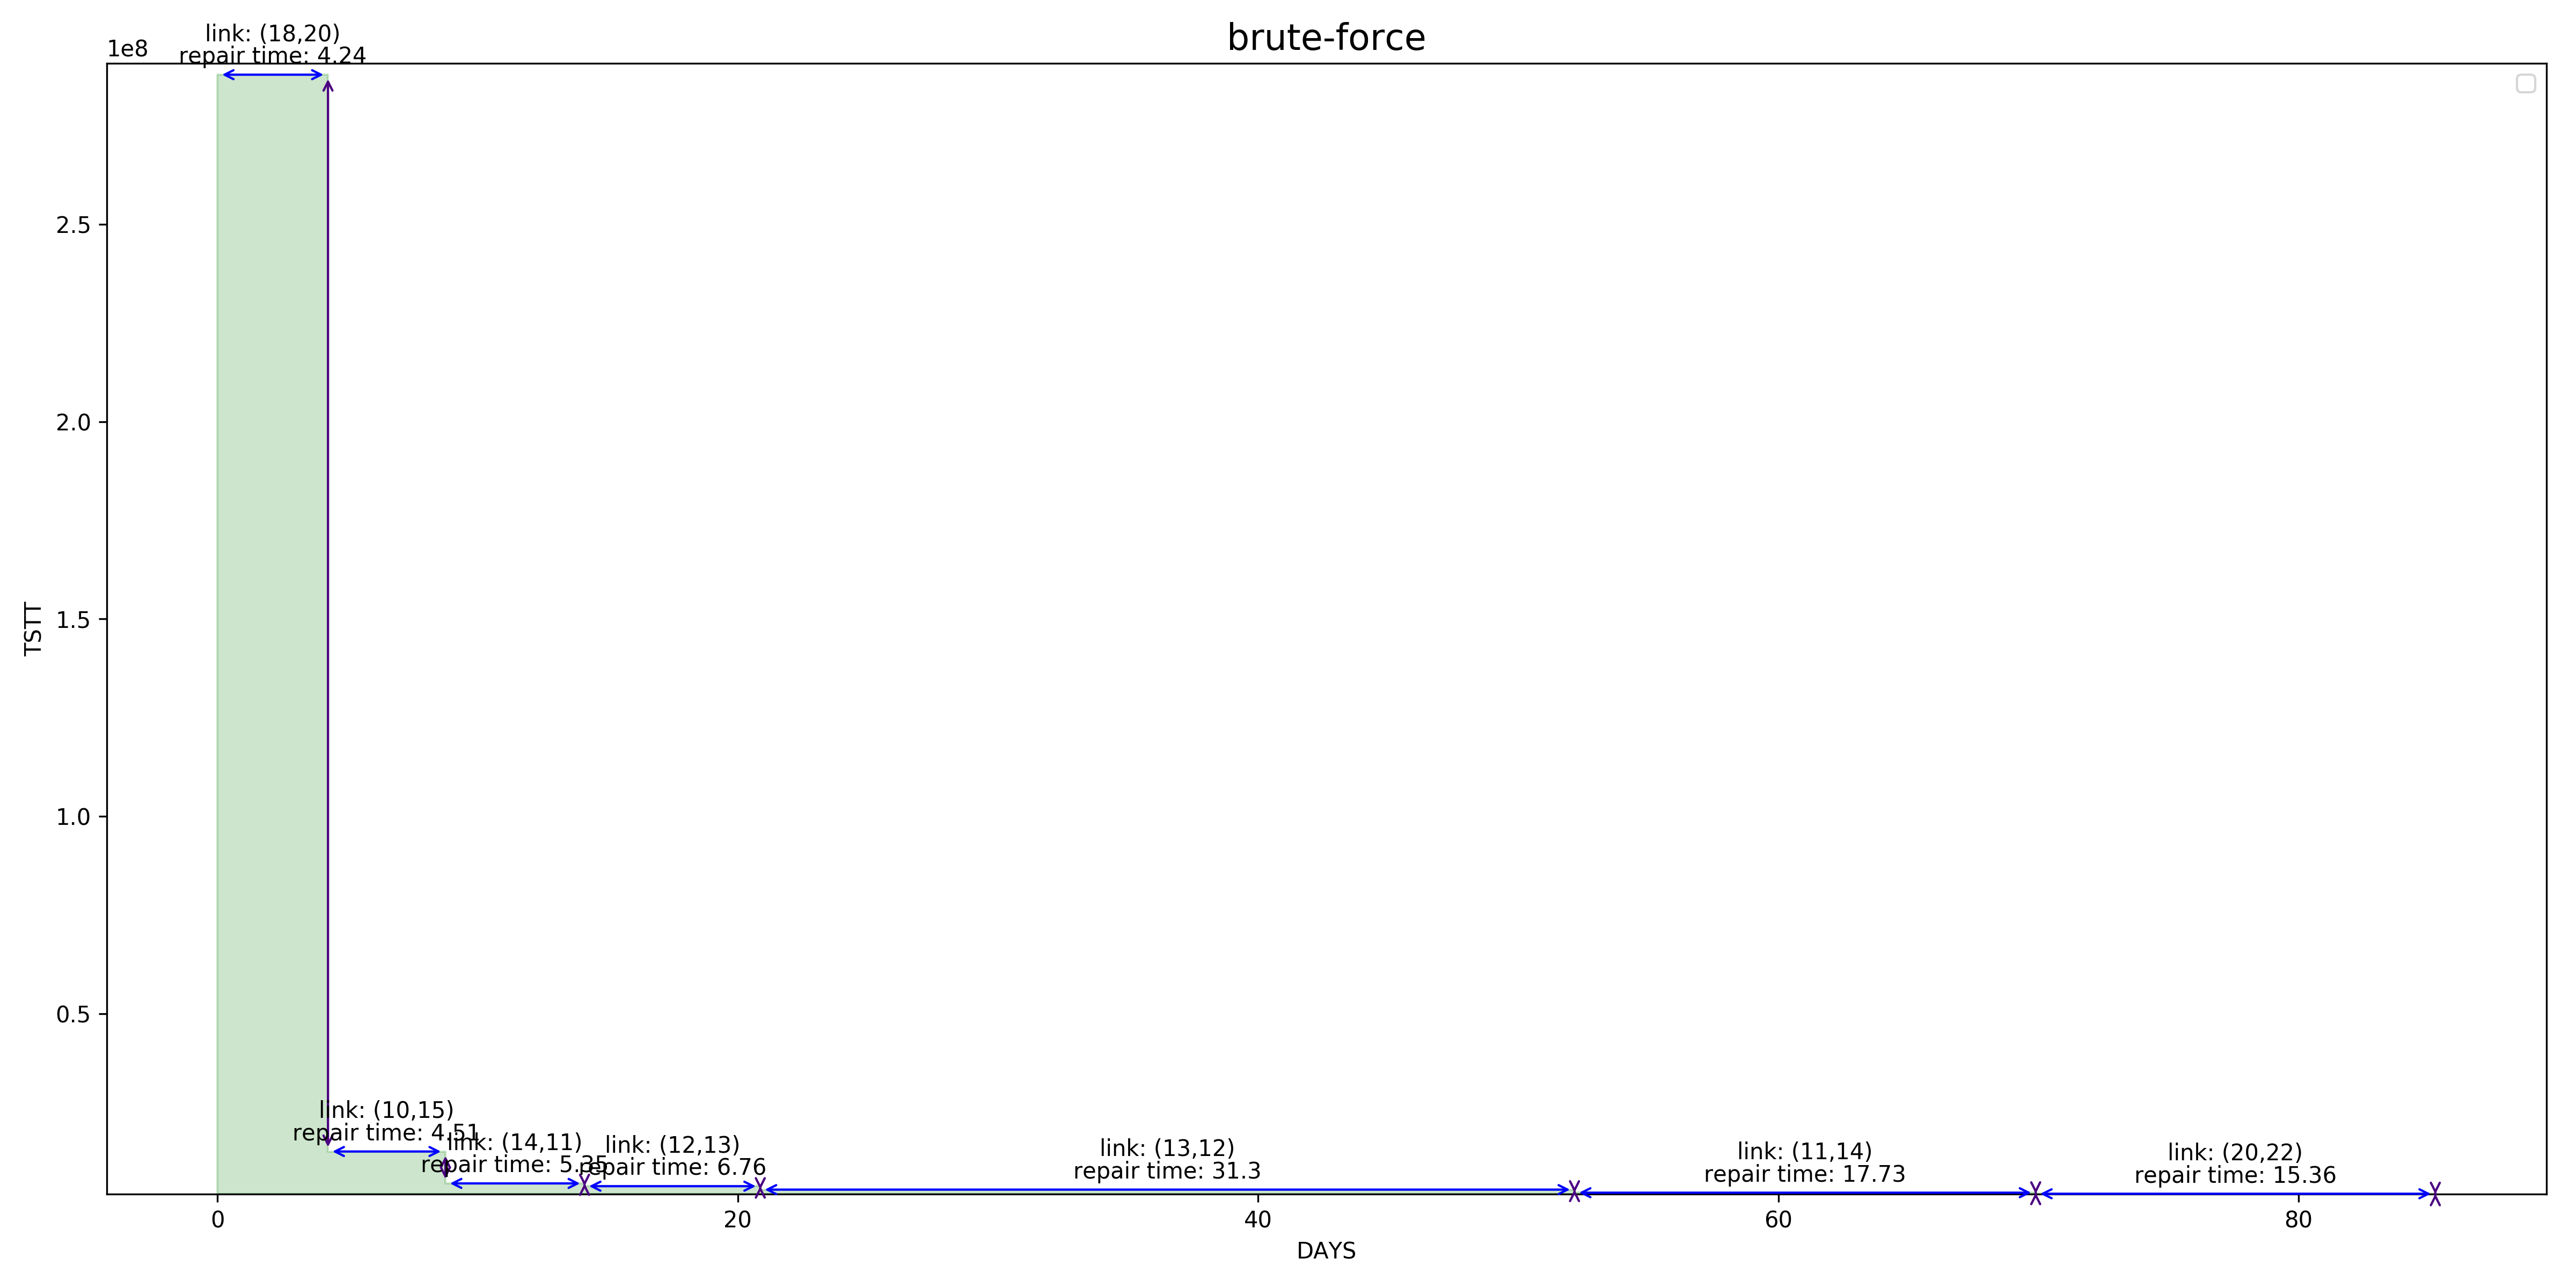 brute-force
1e8
link: (18,20)
repair time: 4.24
2.5
2.0
1.5
1.0
0.5
TSTT
link: (10,15)
repair time: 4.51
link: (14,11)
repair time: 5.35
link: (12,13)
repair time: 6.76
link: (13,12)
repair time: 31.3
link: (11,14)
repair time: 17.73
link: (20,22)
repair time: 15.36
0 20 40 60 80
DAYS